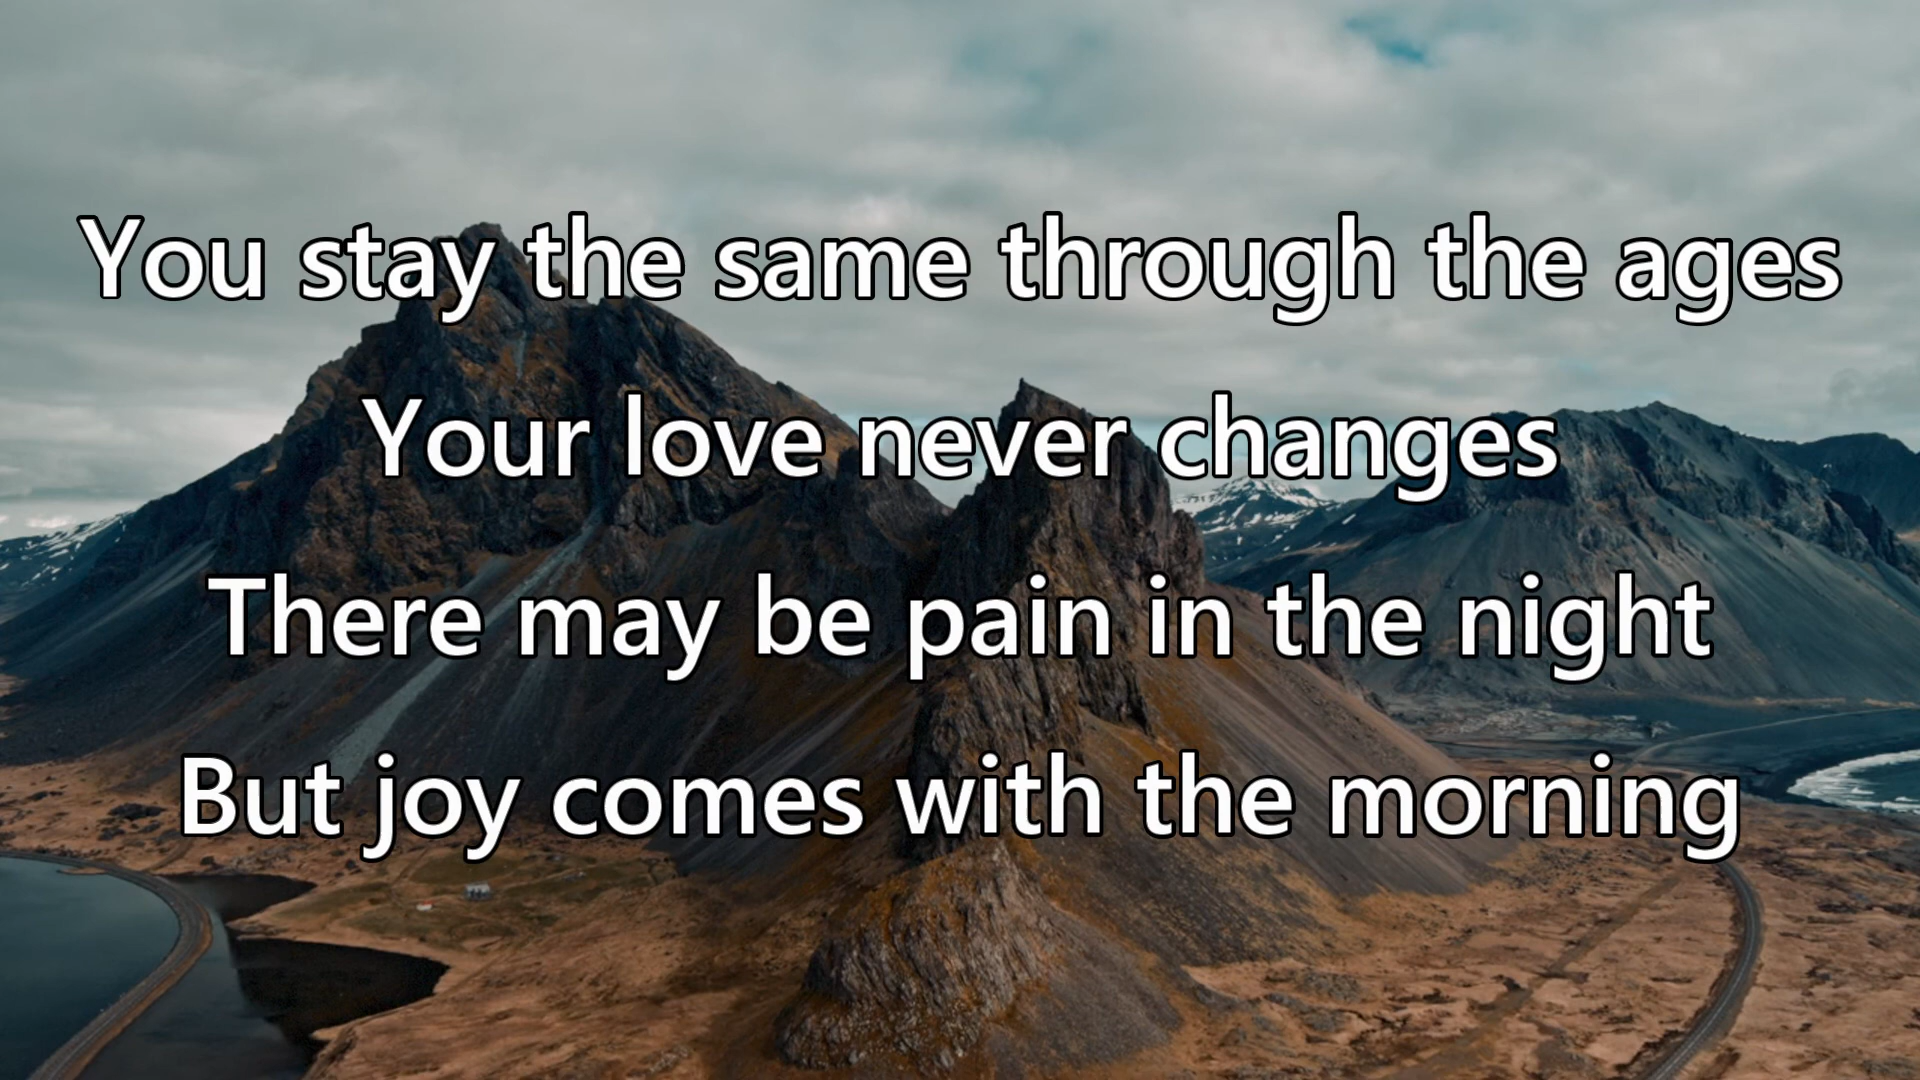 You stay the same through the ages
Your love never changes
There may be pain in the night
But joy comes with the morning